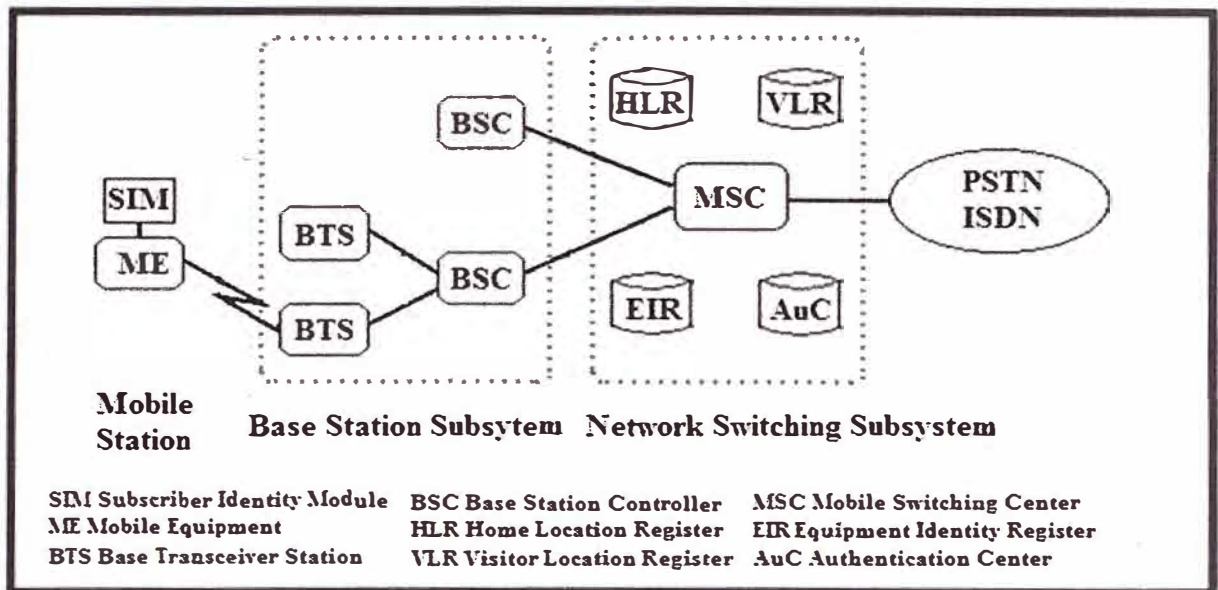 HLR
VLR
BSC
SIM
MSC
PSTN
ISDN
BTS
ME
BSC
EIR
AuC
BTS
Mobile
Station
Base Station Subsytem
Network Switching Subsystem
SIM Subscriber Identity Module
BSC Base Station Controller
MSC Mobile Switching Center
ME Mobile Equipment
HLR Home Location Register
EIR Equipment Identity Register
BTS Base Transceiver Station
VLR Visitor Location Register
AuC Authentication Center